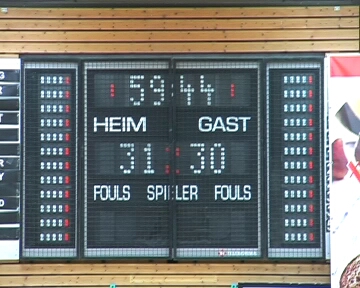 59:44
HEIM GAST
31:30
FOULS SPIELER FOULS